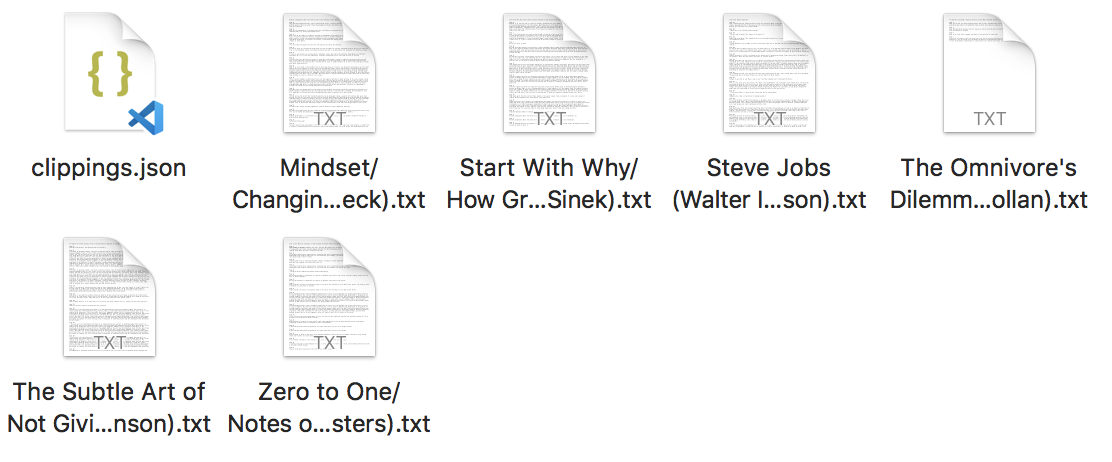 { }
TXT
TXT
TXT
TXT
clippings.json
Mindset/
Changin...eck).txt
Start With Why/
How Gr...Sinek).txt
Steve Jobs
(Walter I...son).txt
The Omnivore's
Dilemm...ollan).txt
TXT
TXT
The Subtle Art of
Not Givi...nson).txt
Zero to One/
Notes o...sters).txt